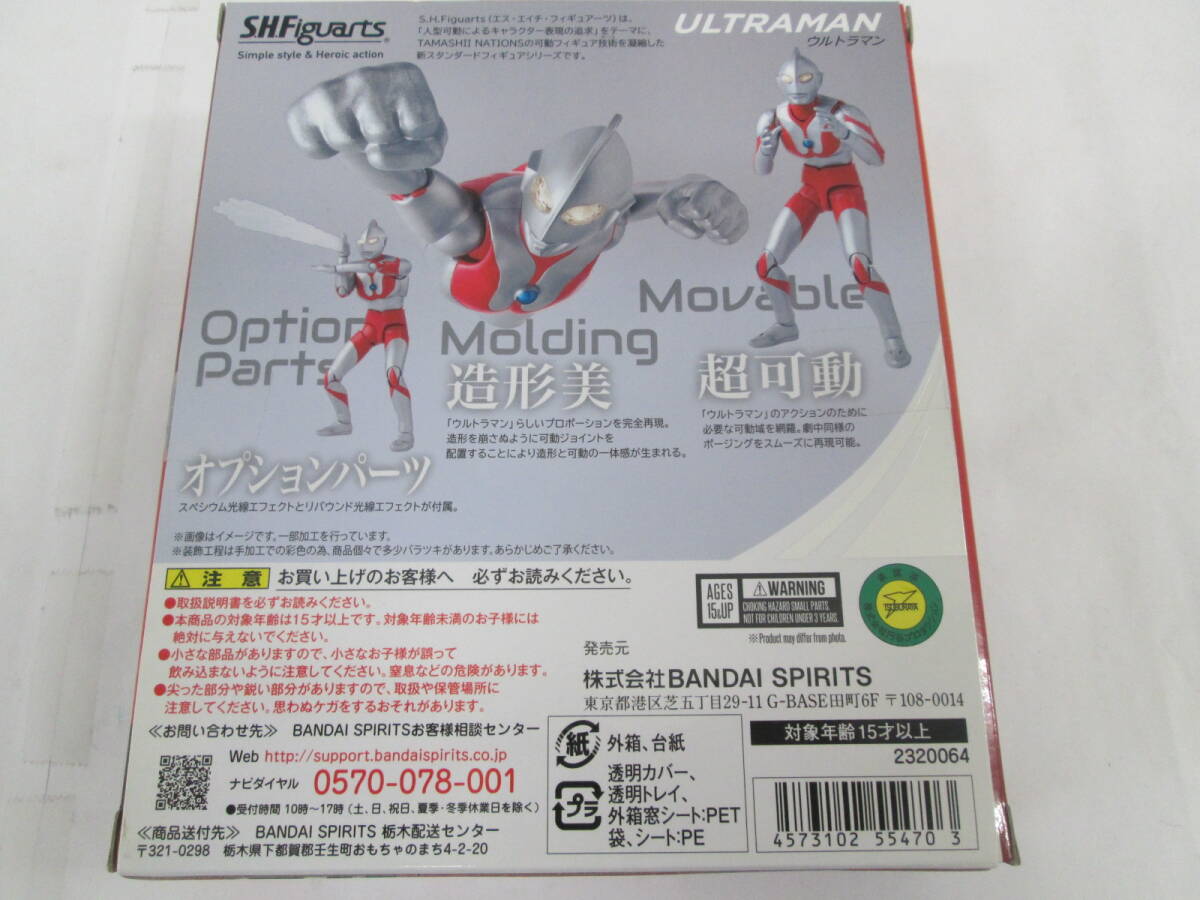 S.H.Figuarts
Simple style & Heroic action
S.H.Figuarts(エス・エイチ・フィギュアーツ)は、
「人型可動によるキャラクター表現の追求」をテーマに、
TAMASHII NATIONSの可動フィギュア技術を凝縮した
新スタンダードフィギュアシリーズです。
ULTRAMAN
ウルトラマン
Option
Parts
オプションパーツ
スペシウム光線エフェクトとリバウンド光線エフェクトが付属。
Molding
造形美
「ウルトラマン」らしいプロポーションを完全再現。
造形を崩さぬように可動ジョイントを
配置することにより造形と可動の一体感が生まれる。
Movable
超可動
「ウルトラマン」のアクションのために
必要な可動域を網羅。劇中同様の
ポージングをスムーズに再現可能。
※画像はイメージです。一部加工を行っています。
※装飾工程は手加工での彩色の為、商品個々で多少バラツキがあります。あらかじめご了承ください。
注意 お買い上げのお客様へ 必ずお読みください。
●取扱説明書を必ずお読みください。
●本商品の対象年齢は15才以上です。対象年齢未満のお子様には
絶対に与えないでください。
●小さな部品がありますので、小さなお子様が誤って
飲み込まないように注意してください。窒息などの危険があります。
●尖った部分や鋭い部分がありますので、取扱や保管場所に
注意してください。思わぬケガをするおそれがあります。
≪お問い合わせ先≫ BANDAI SPIRITSお客様相談センター
Web http://support.bandaispirits.co.jp
ナビダイヤル 0570-078-001
●受付時間 10時〜17時(土、日、祝日、夏季・冬季休業日を除く)
≪商品送付先≫ BANDAI SPIRITS 栃木配送センター
〒321-0298 栃木県下都賀郡壬生町おもちゃのまち4-2-20
AGES
15&UP
WARNING
CHOKING HAZARD SMALL PARTS.
NOT FOR CHILDREN UNDER 3 YEARS.
※Product may differ from photo.
TSUBURAYA
発売元
株式会社BANDAI SPIRITS
東京都港区芝五丁目29-11 G-BASE田町6F 〒108-0014
紙 外箱、台紙
プラ
透明カバー、
透明トレイ、
外箱窓シート:PET
袋、シート:PE
対象年齢15才以上
2320064
4573102 55470 3